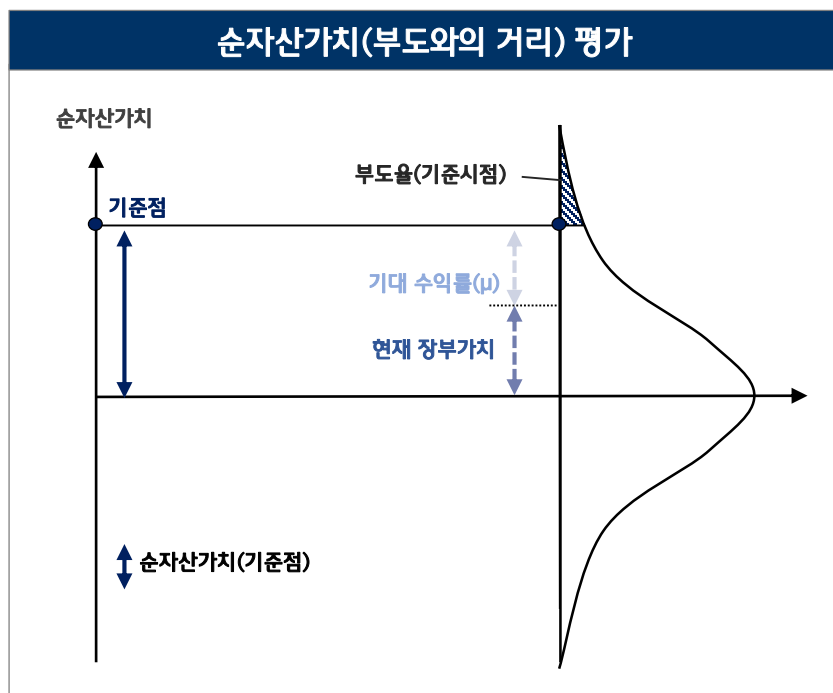 순자산가치(부도와의 거리) 평가
순자산가치
부도율(기준시점)
기준점
기대 수익률(μ)
현재 장부가치
순자산가치(기준점)